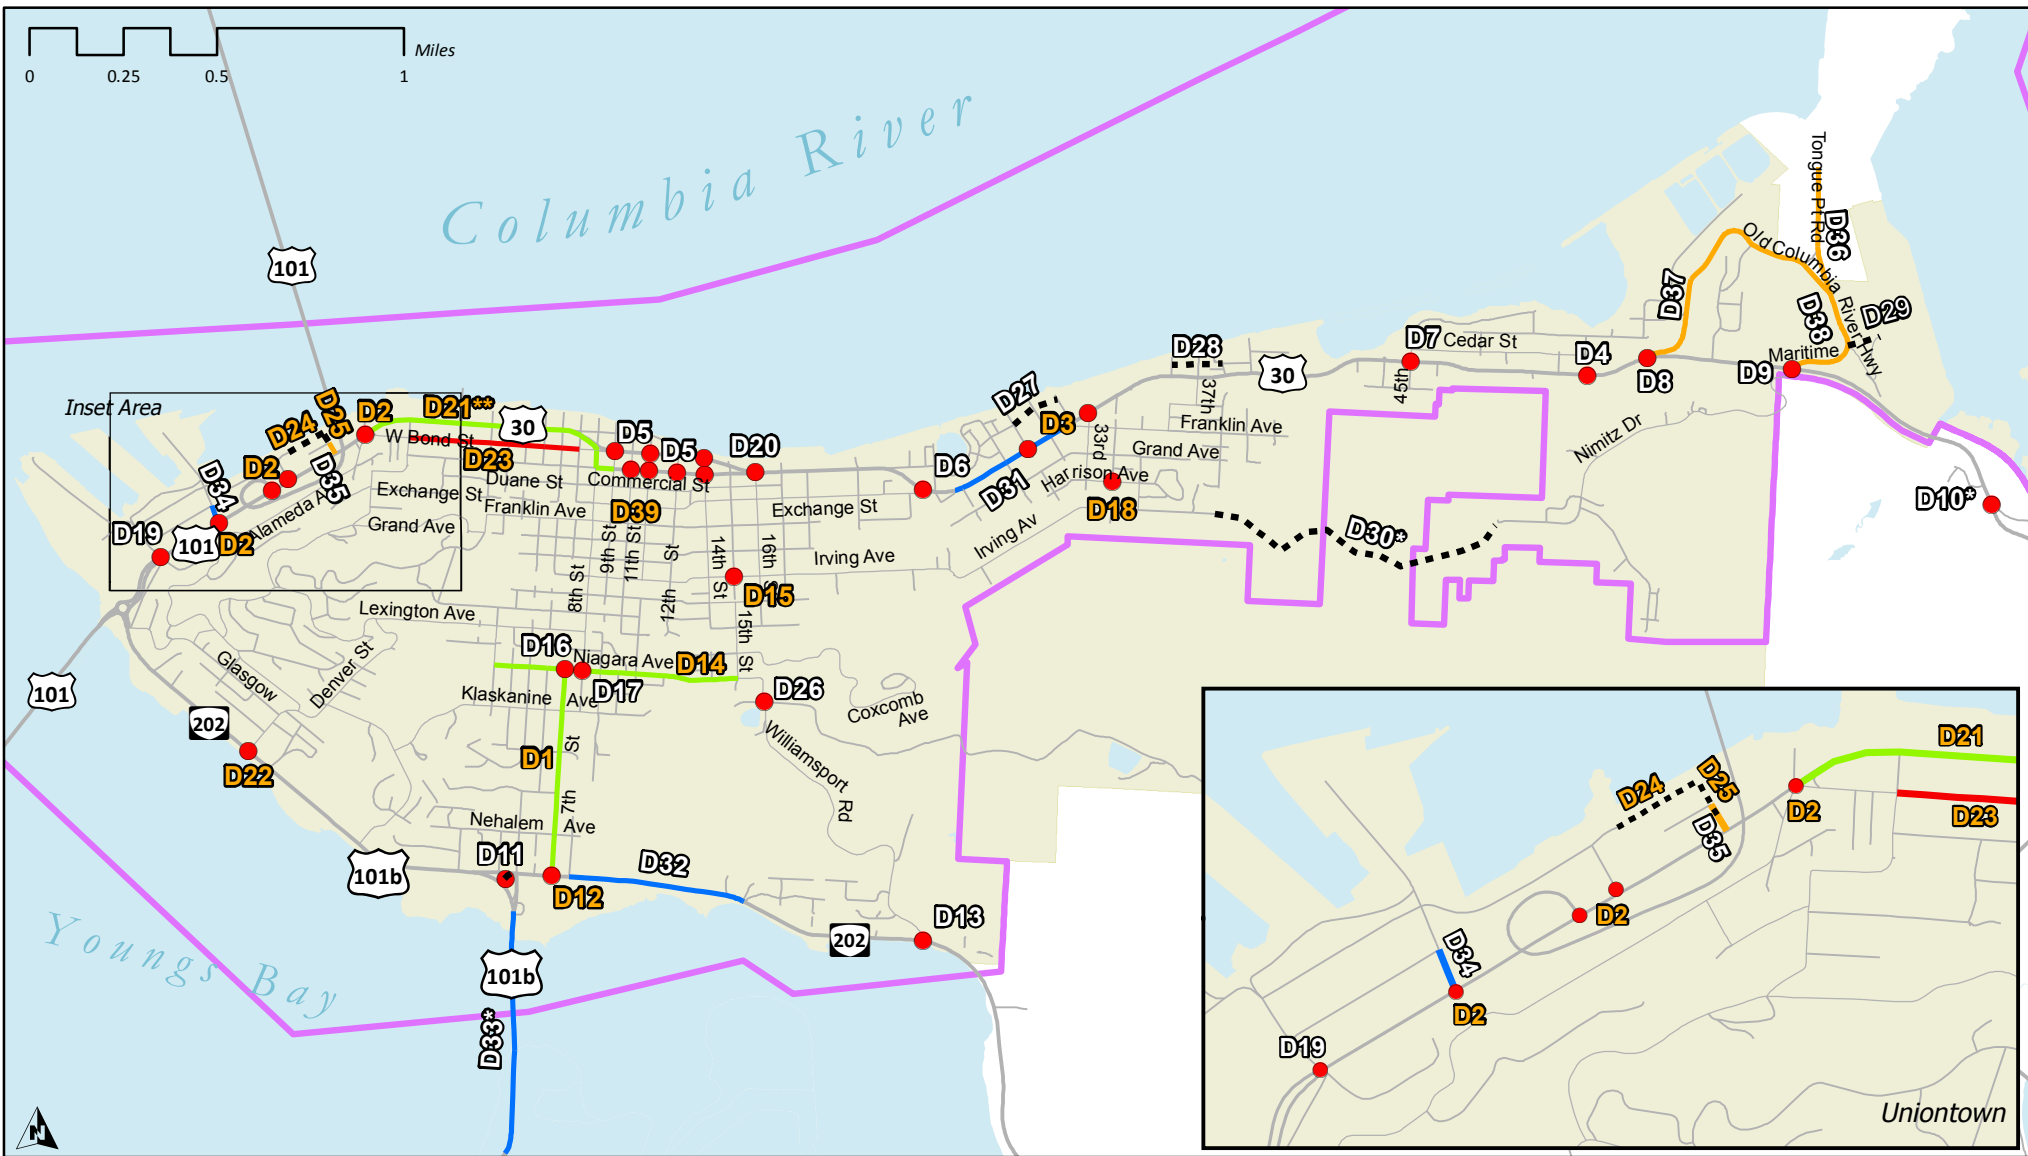 Miles
0
0.25
0.5
1
Columbia River
101
Inset Area
D24
D25
D2
D21**
30
W Bond St
D23
D2
D34
D35
D19
101
D2
Alameda A
Exchange St
Grand Ave
Duane St
Franklin Ave
Commercial St
D39
D5
D5
D20
D6
D27
D3
D31
D28
37th
30
33rd
Franklin Ave
Grand Ave
Harrison Ave
D18
Irving Av
D30*
45th
D7
Cedar St
D4
D8
D37
Tongue Pt Rd
D36
Old Columbia River Hwy
D38
D29
Maritime
D9
Nimitz Dr
D10*
Exchange St
Irving Ave
9th St
11th St
8th St
12th St
14th St
16th St
D15
15th St
Lexington Ave
Glasgow
Denver St
101
202
D22
D16
Niagara Ave
D14
D17
Klaskanine Ave
D1
7th St
Nehalem Ave
D26
Coxcomb Ave
Williamsport Rd
D11
101b
D12
D32
D13
202
101b
D33*
Youngs Bay
N
D21
D24
D25
D2
D23
D35
D2
D34
D2
D19
Uniontown